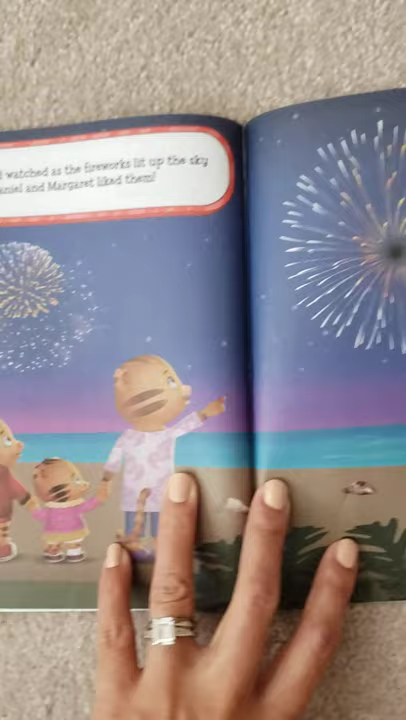 watched as the fireworks lit up the sky
aniel and Margaret liked them!